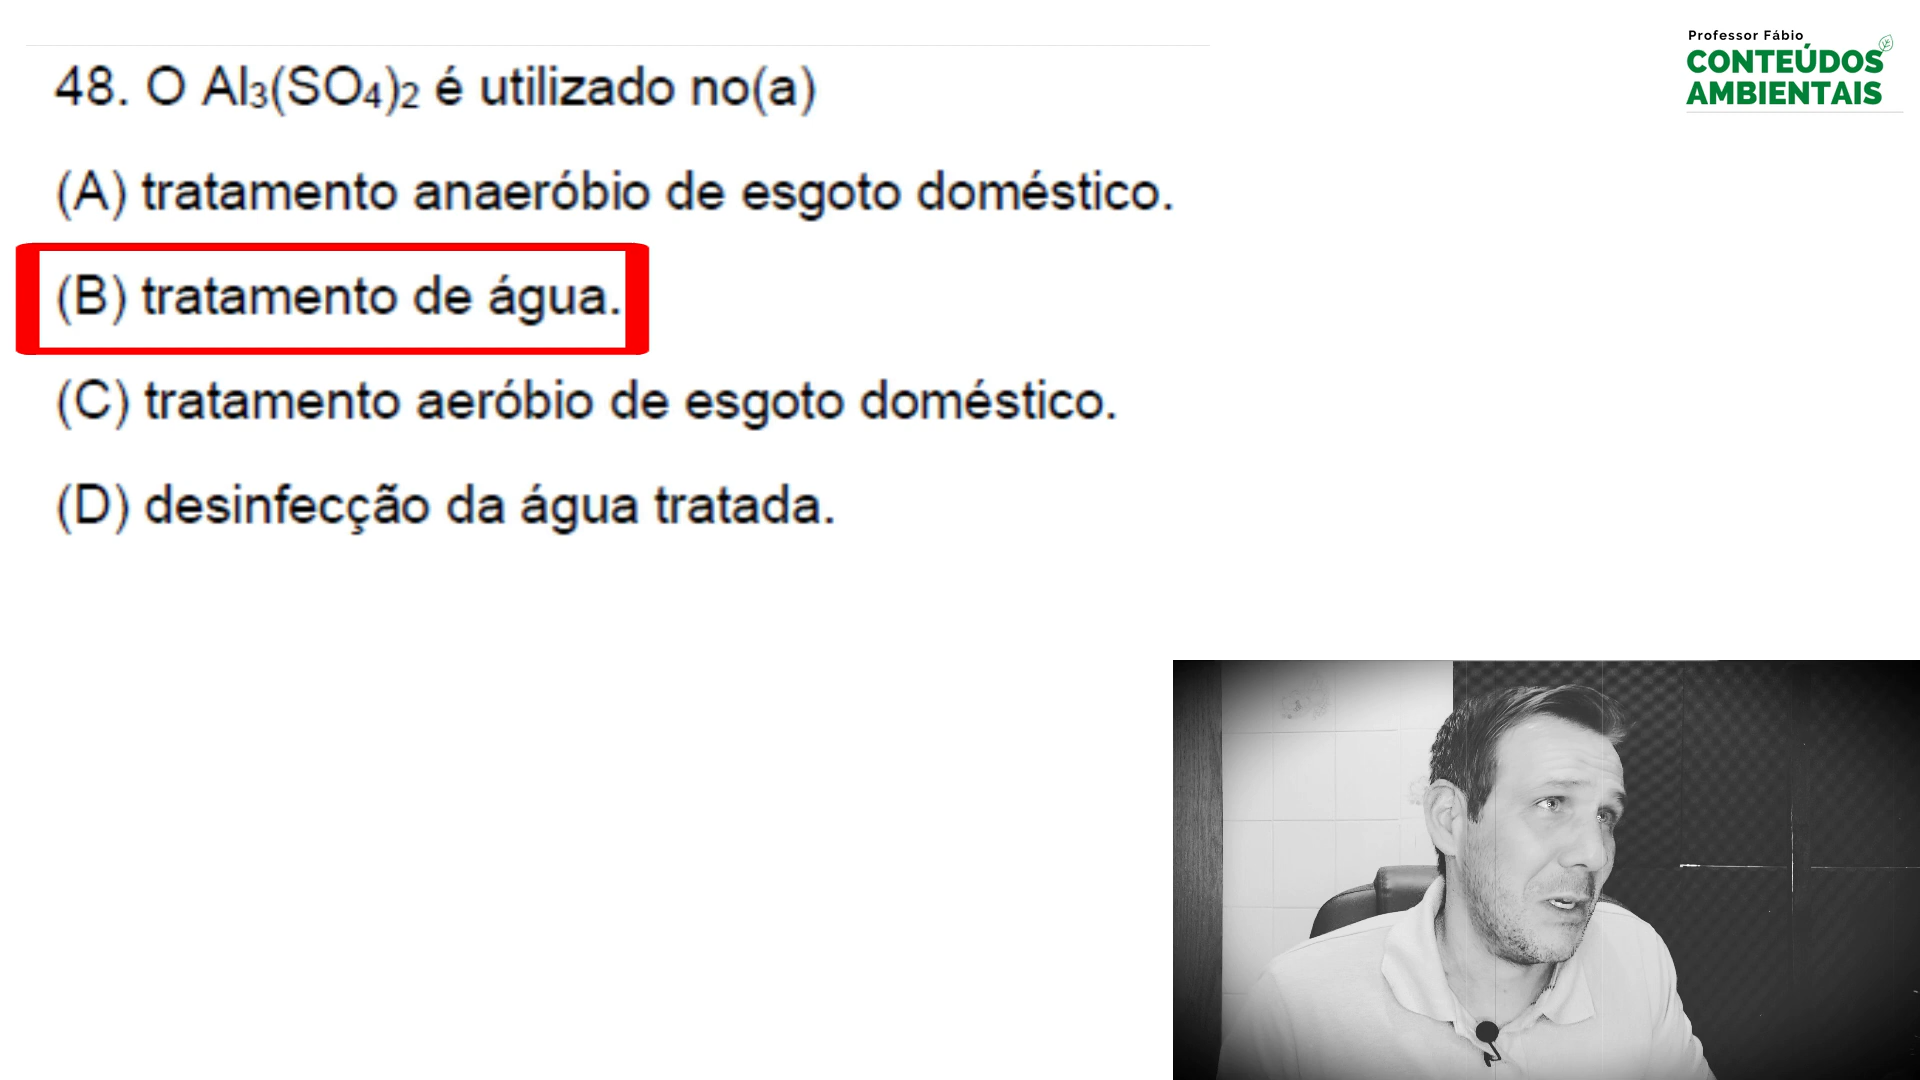 Professor Fábio
CONTEÚDOS
AMBIENTAIS
48. O Al₃(SO₄)₂ é utilizado no(a)
(A) tratamento anaeróbio de esgoto doméstico.
(B) tratamento de água.
(C) tratamento aeróbio de esgoto doméstico.
(D) desinfecção da água tratada.